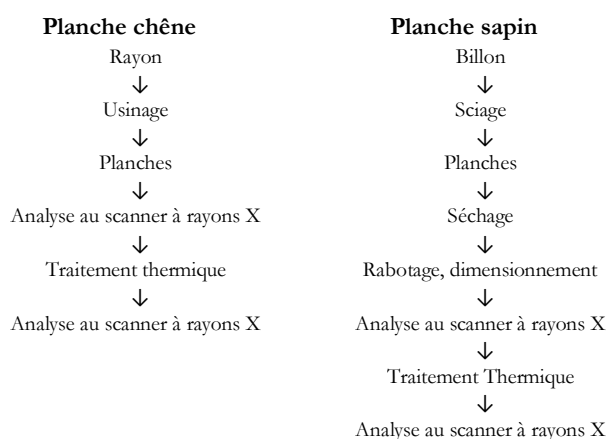 Planche chêne
Rayon
↓
Usinage
↓
Planches
↓
Analyse au scanner à rayons X
↓
Traitement thermique
↓
Analyse au scanner à rayons X
Planche sapin
Billon
↓
Sciage
↓
Planches
↓
Séchage
↓
Rabotage, dimensionnement
↓
Analyse au scanner à rayons X
↓
Traitement Thermique
↓
Analyse au scanner à rayons X